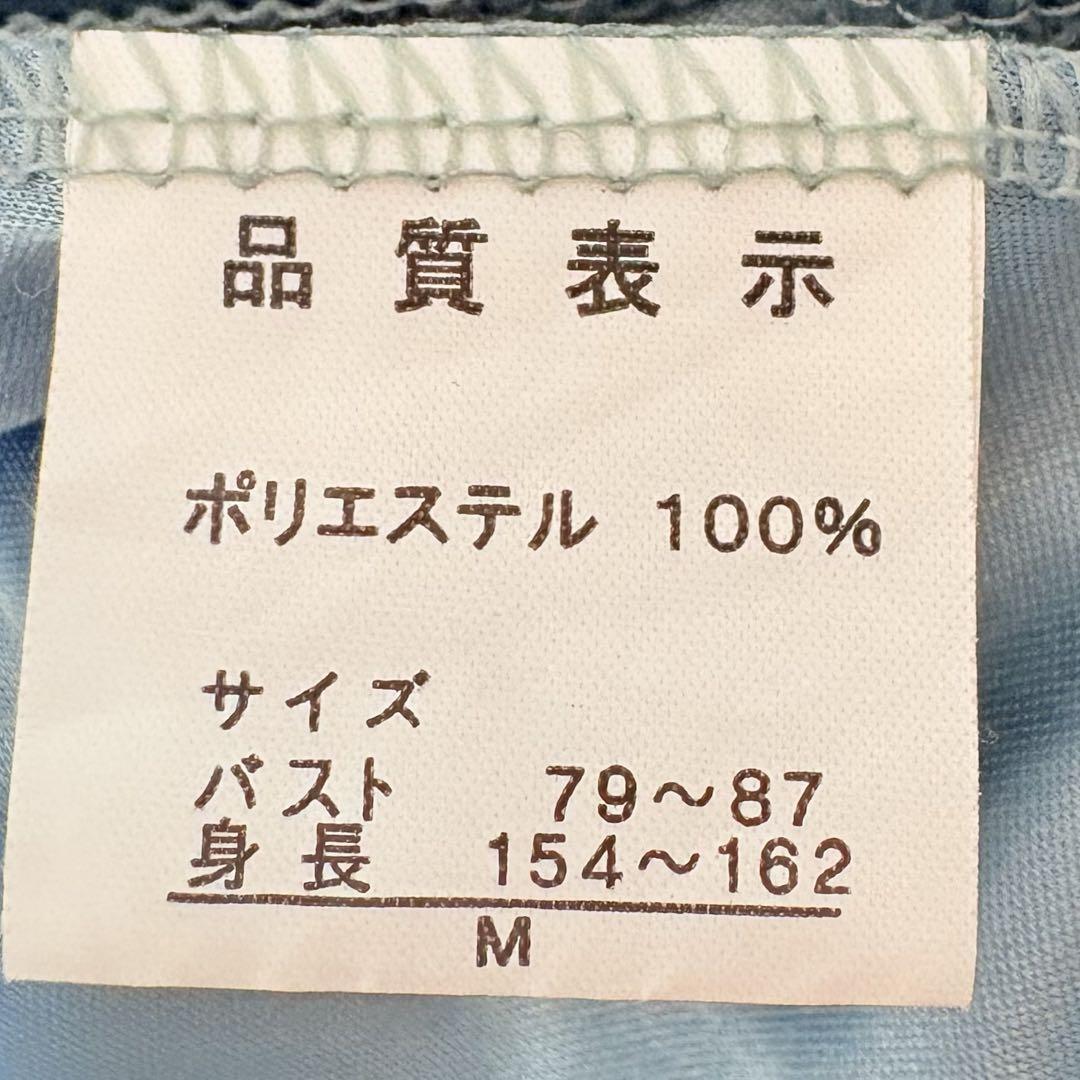 品質表示
ポリエステル 100%
サイズ
バスト 79～87
身長 154～162
M